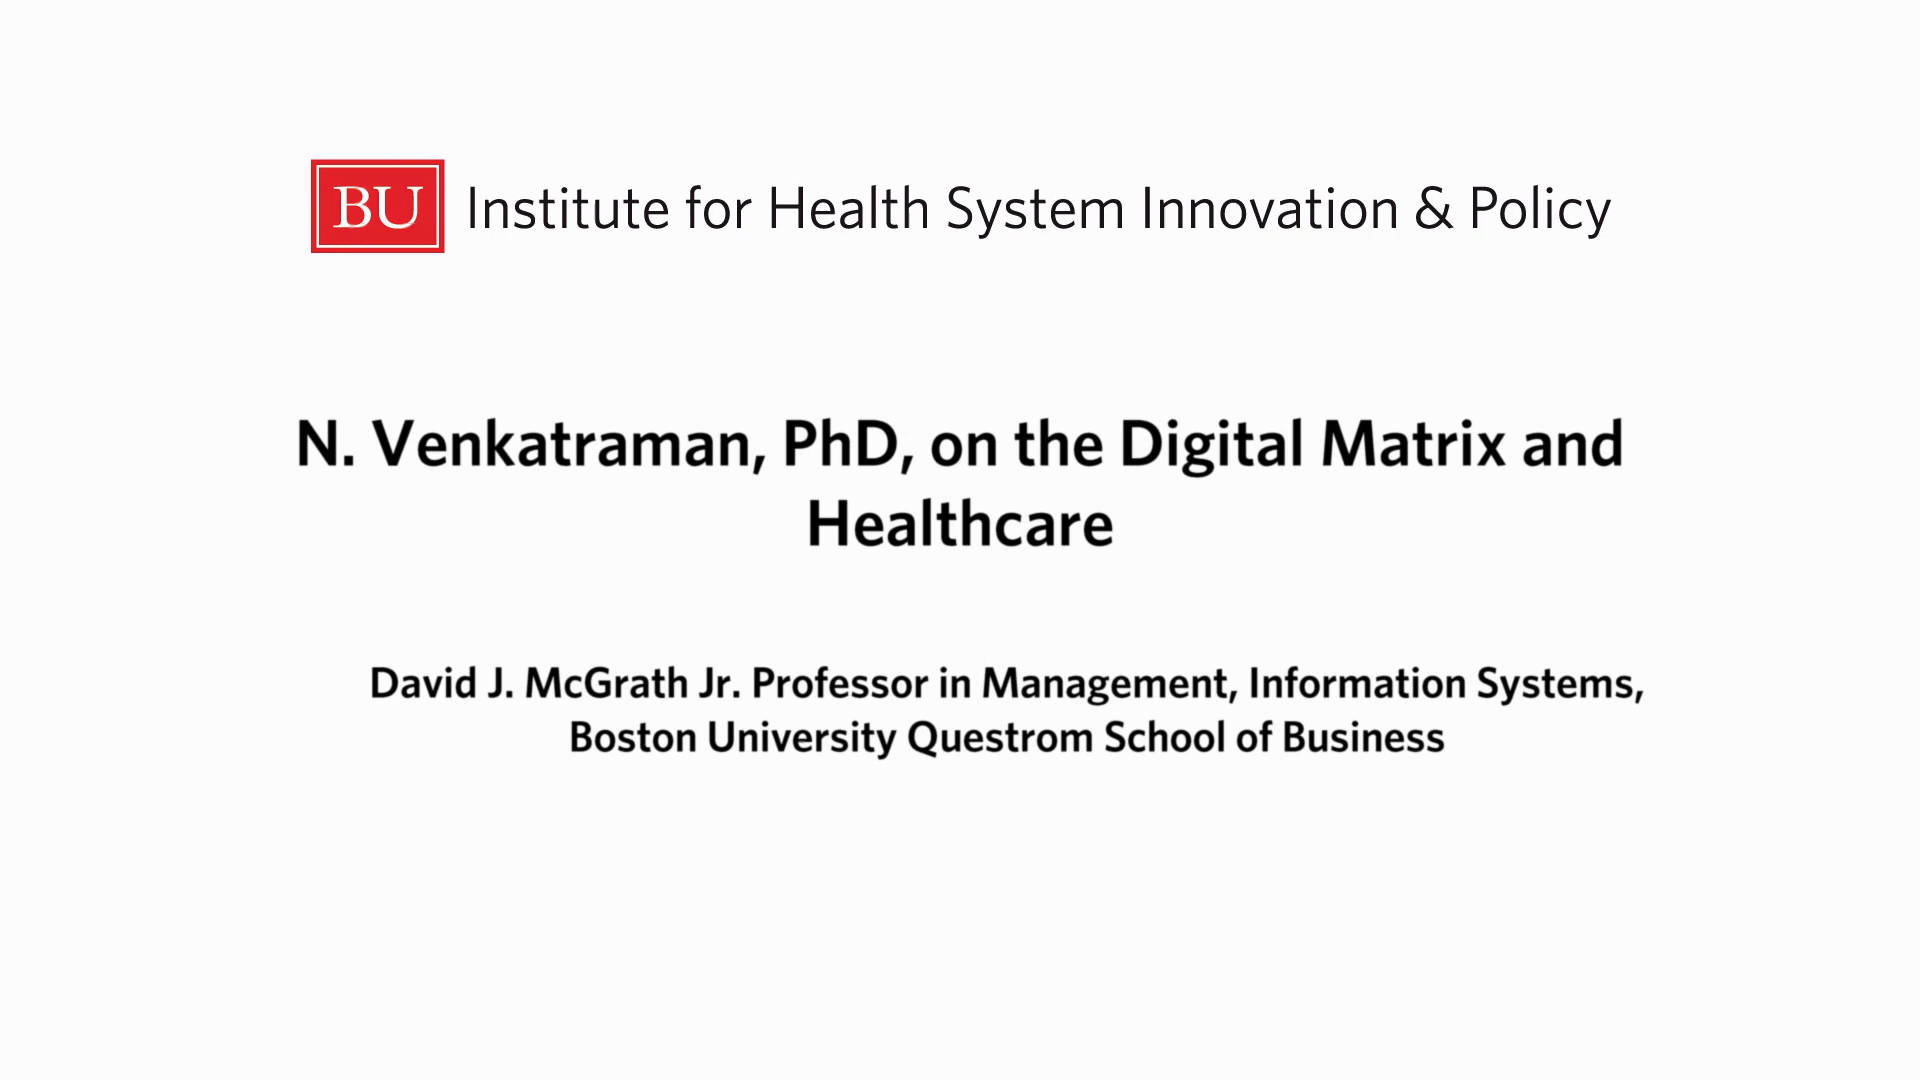 BU Institute for Health System Innovation & Policy
N. Venkatraman, PhD, on the Digital Matrix and
Healthcare
David J. McGrath Jr. Professor in Management, Information Systems,
Boston University Questrom School of Business